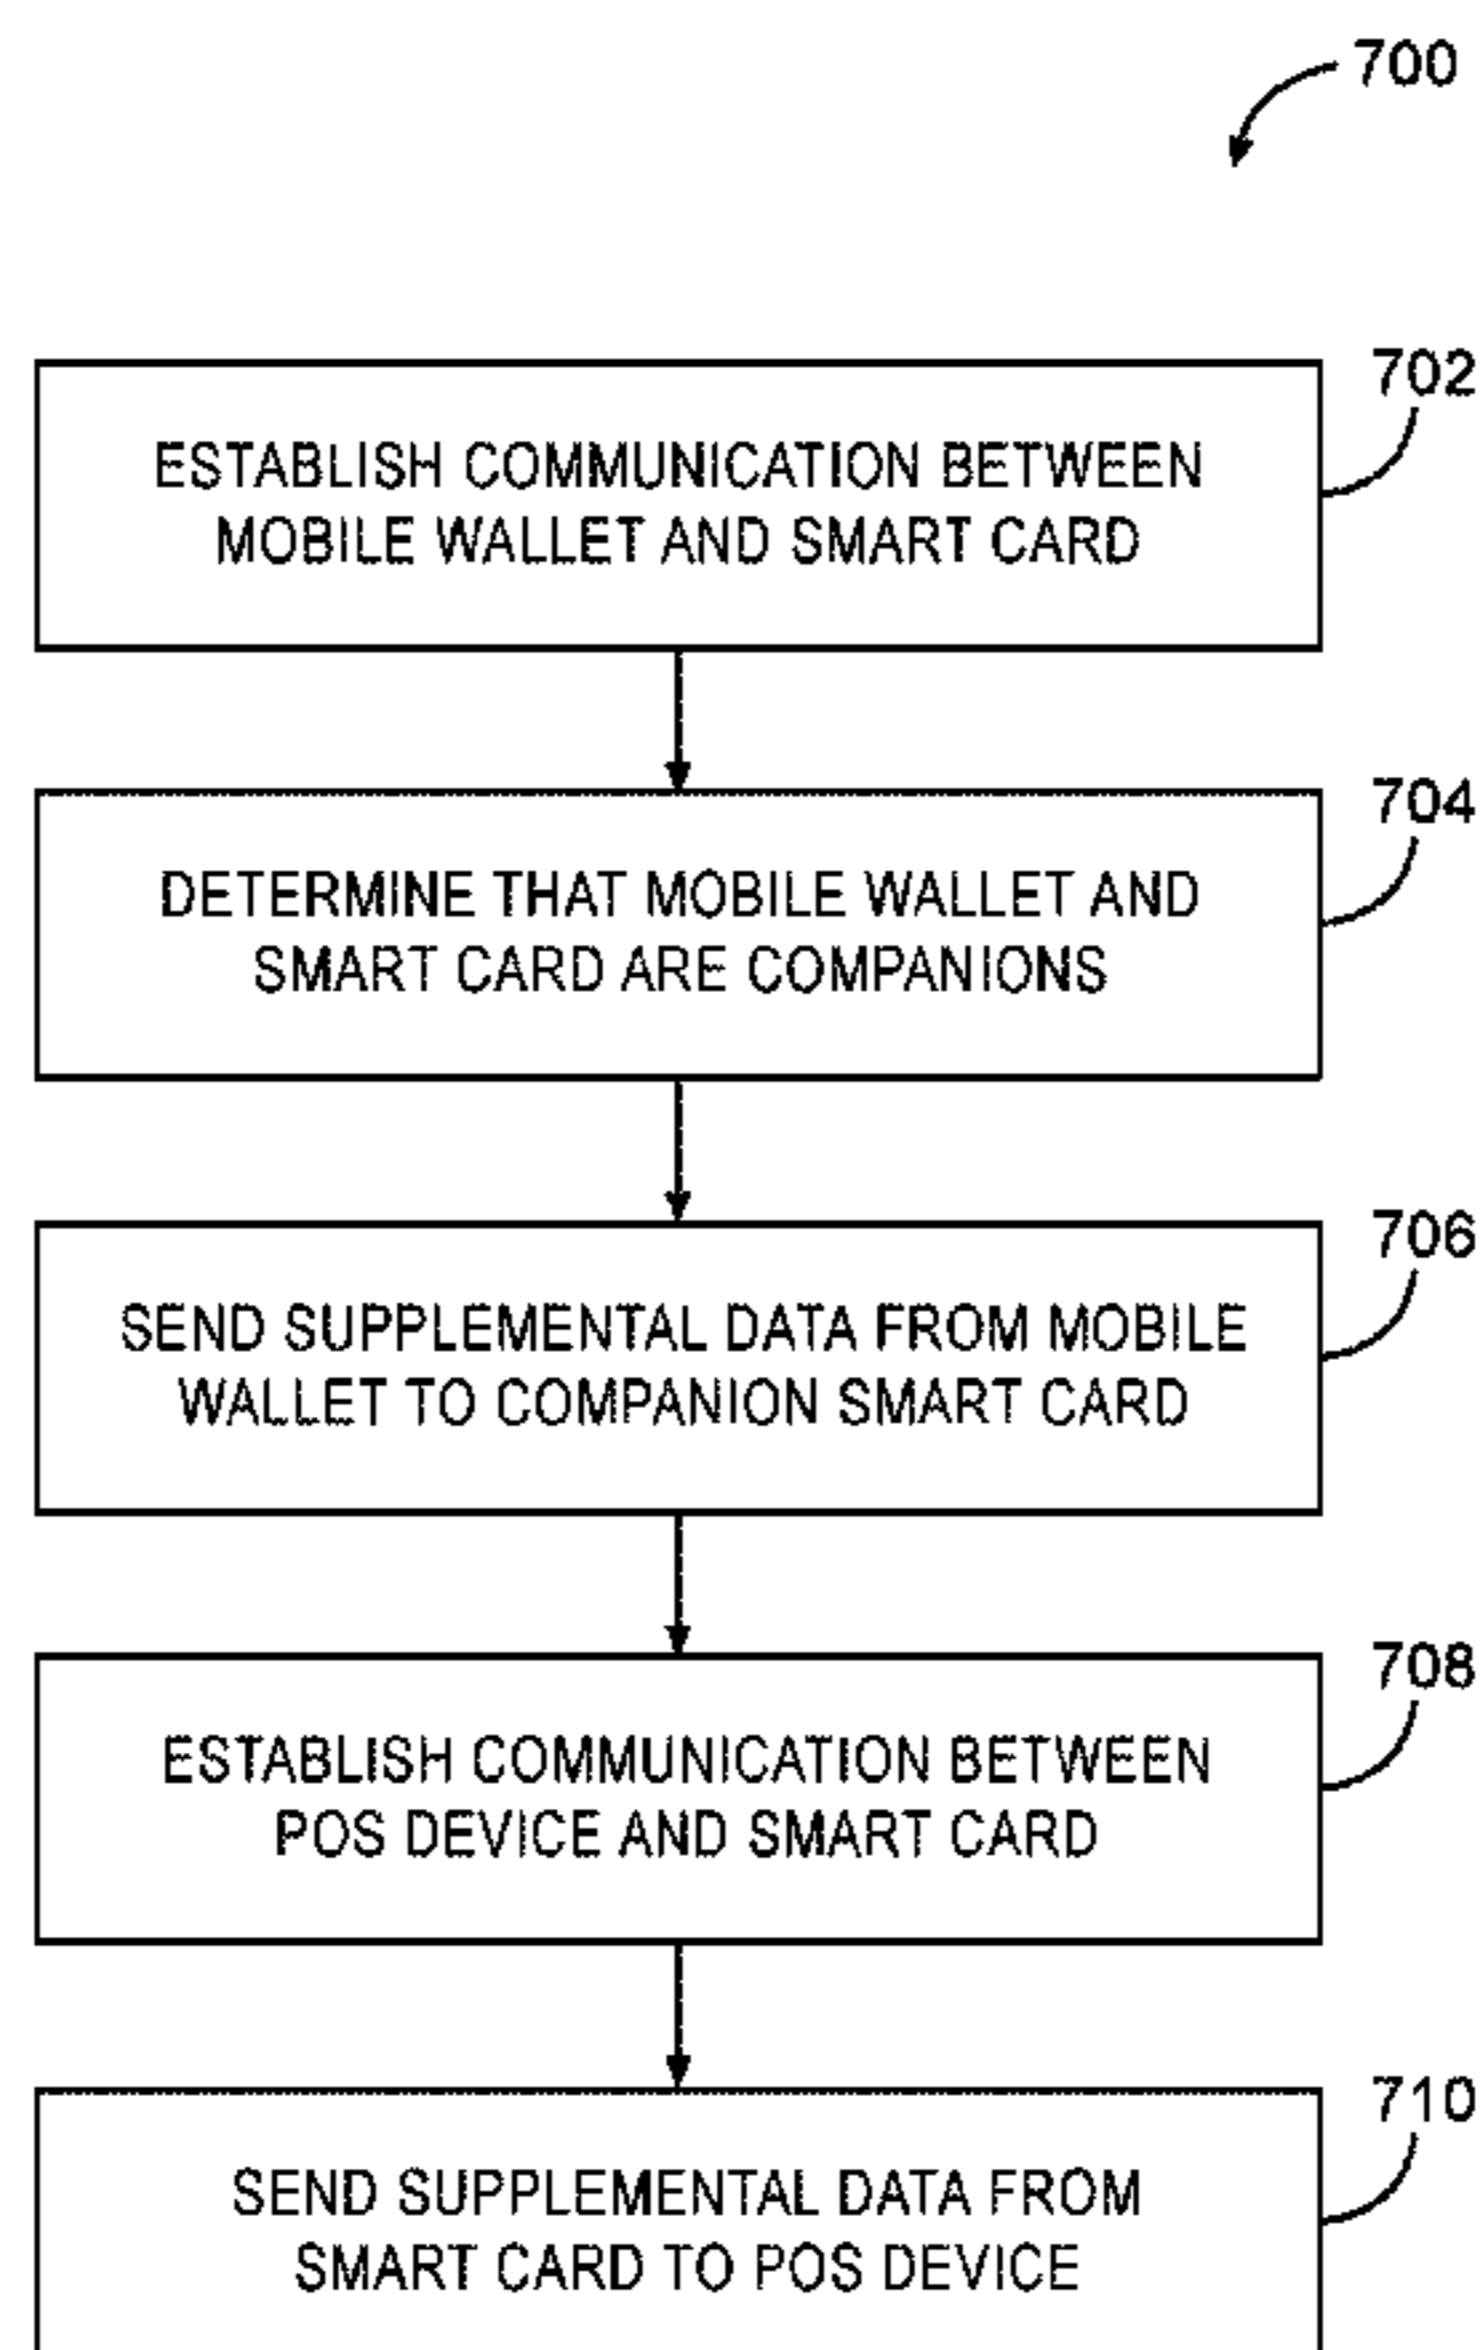 700
702
ESTABLISH COMMUNICATION BETWEEN
MOBILE WALLET AND SMART CARD
704
DETERMINE THAT MOBILE WALLET AND
SMART CARD ARE COMPANIONS
706
SEND SUPPLEMENTAL DATA FROM MOBILE
WALLET TO COMPANION SMART CARD
708
ESTABLISH COMMUNICATION BETWEEN
POS DEVICE AND SMART CARD
710
SEND SUPPLEMENTAL DATA FROM
SMART CARD TO POS DEVICE